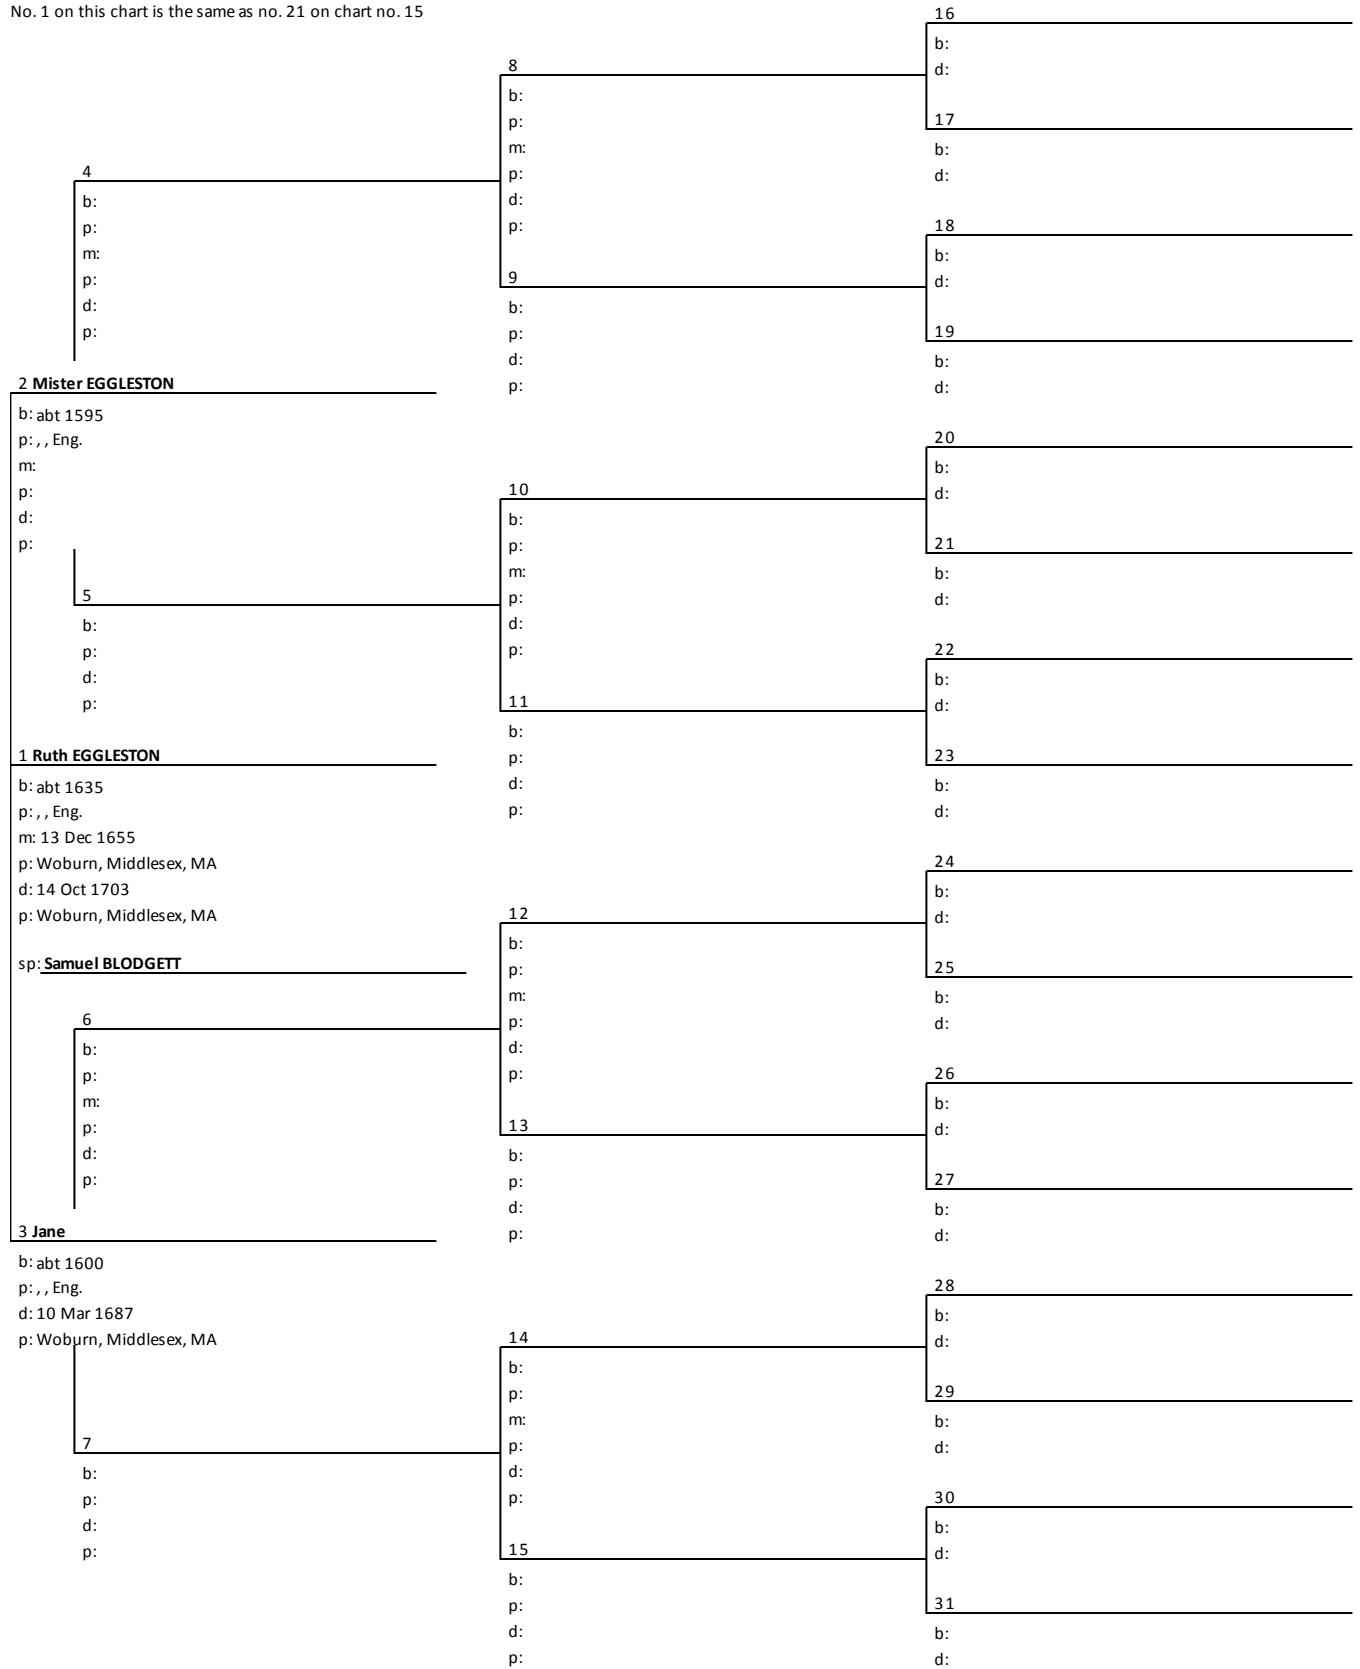 No. 1 on this chart is the same as no. 21 on chart no. 15
4
b:
p:
m:
p:
d:
p:
2 Mister EGGLESTON
b: abt 1595
p: , , Eng.
m:
p:
d:
p:
5
b:
p:
d:
p:
1 Ruth EGGLESTON
b: abt 1635
p: , , Eng.
m: 13 Dec 1655
p: Woburn, Middlesex, MA
d: 14 Oct 1703
p: Woburn, Middlesex, MA
sp: Samuel BLODGETT
6
b:
p:
m:
p:
d:
p:
3 Jane
b: abt 1600
p: , , Eng.
d: 10 Mar 1687
p: Woburn, Middlesex, MA
7
b:
p:
d:
p:
8
b:
p:
m:
p:
d:
p:
9
b:
p:
d:
p:
10
b:
p:
m:
p:
d:
p:
11
b:
p:
d:
p:
12
b:
p:
m:
p:
d:
p:
13
b:
p:
d:
p:
14
b:
p:
m:
p:
d:
p:
15
b:
p:
d:
p:
16
b:
d:
17
b:
d:
18
b:
d:
19
b:
d:
20
b:
d:
21
b:
d:
22
b:
d:
23
b:
d:
24
b:
d:
25
b:
d:
26
b:
d:
27
b:
d:
28
b:
d:
29
b:
d:
30
b:
d:
31
b:
d: